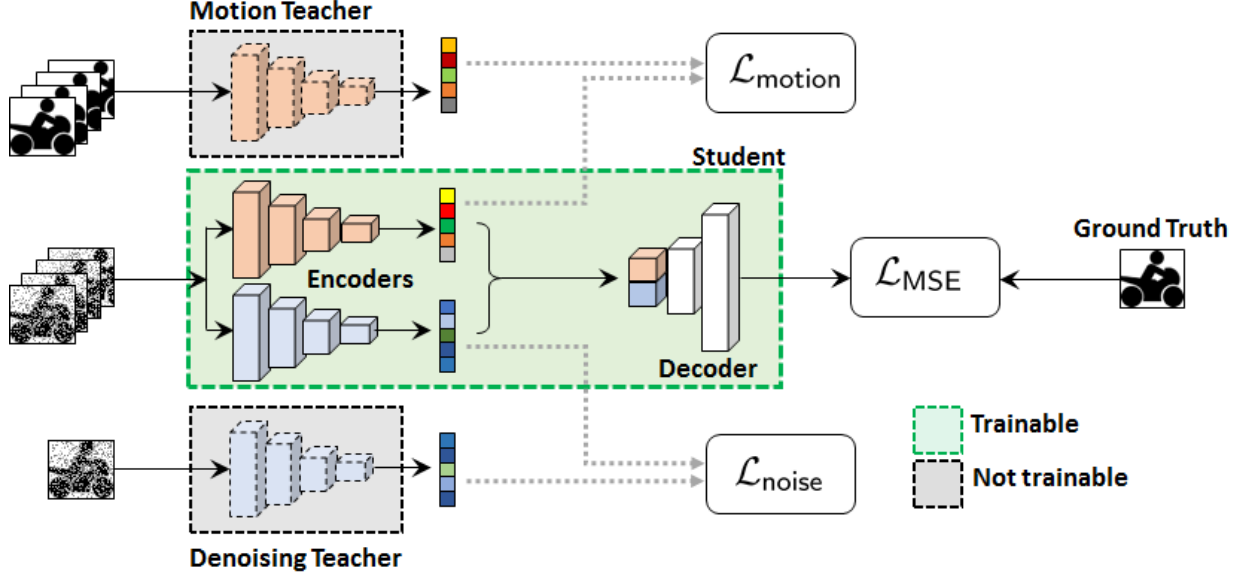 Motion Teacher
ℒmotion
Student
Encoders
Decoder
ℒMSE
Ground Truth
Trainable
Not trainable
ℒnoise
Denoising Teacher